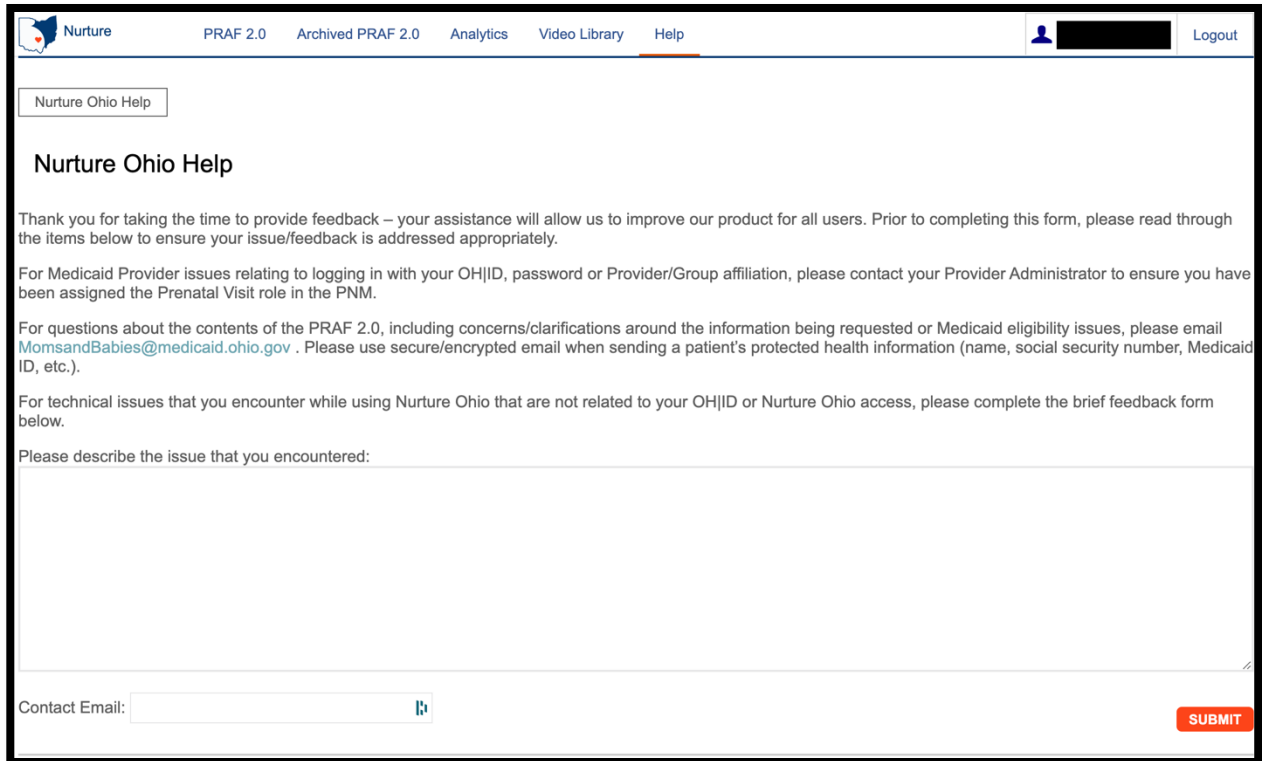 Nurture PRAF 2.0 Archived PRAF 2.0 Analytics Video Library Help Logout
Nurture Ohio Help
Nurture Ohio Help
Thank you for taking the time to provide feedback – your assistance will allow us to improve our product for all users. Prior to completing this form, please read through
the items below to ensure your issue/feedback is addressed appropriately.
For Medicaid Provider issues relating to logging in with your OH|ID, password or Provider/Group affiliation, please contact your Provider Administrator to ensure you have
been assigned the Prenatal Visit role in the PNM.
For questions about the contents of the PRAF 2.0, including concerns/clarifications around the information being requested or Medicaid eligibility issues, please email
MomsandBabies@medicaid.ohio.gov . Please use secure/encrypted email when sending a patient's protected health information (name, social security number, Medicaid
ID, etc.).
For technical issues that you encounter while using Nurture Ohio that are not related to your OH|ID or Nurture Ohio access, please complete the brief feedback form
below.
Please describe the issue that you encountered:
Contact Email:
SUBMIT